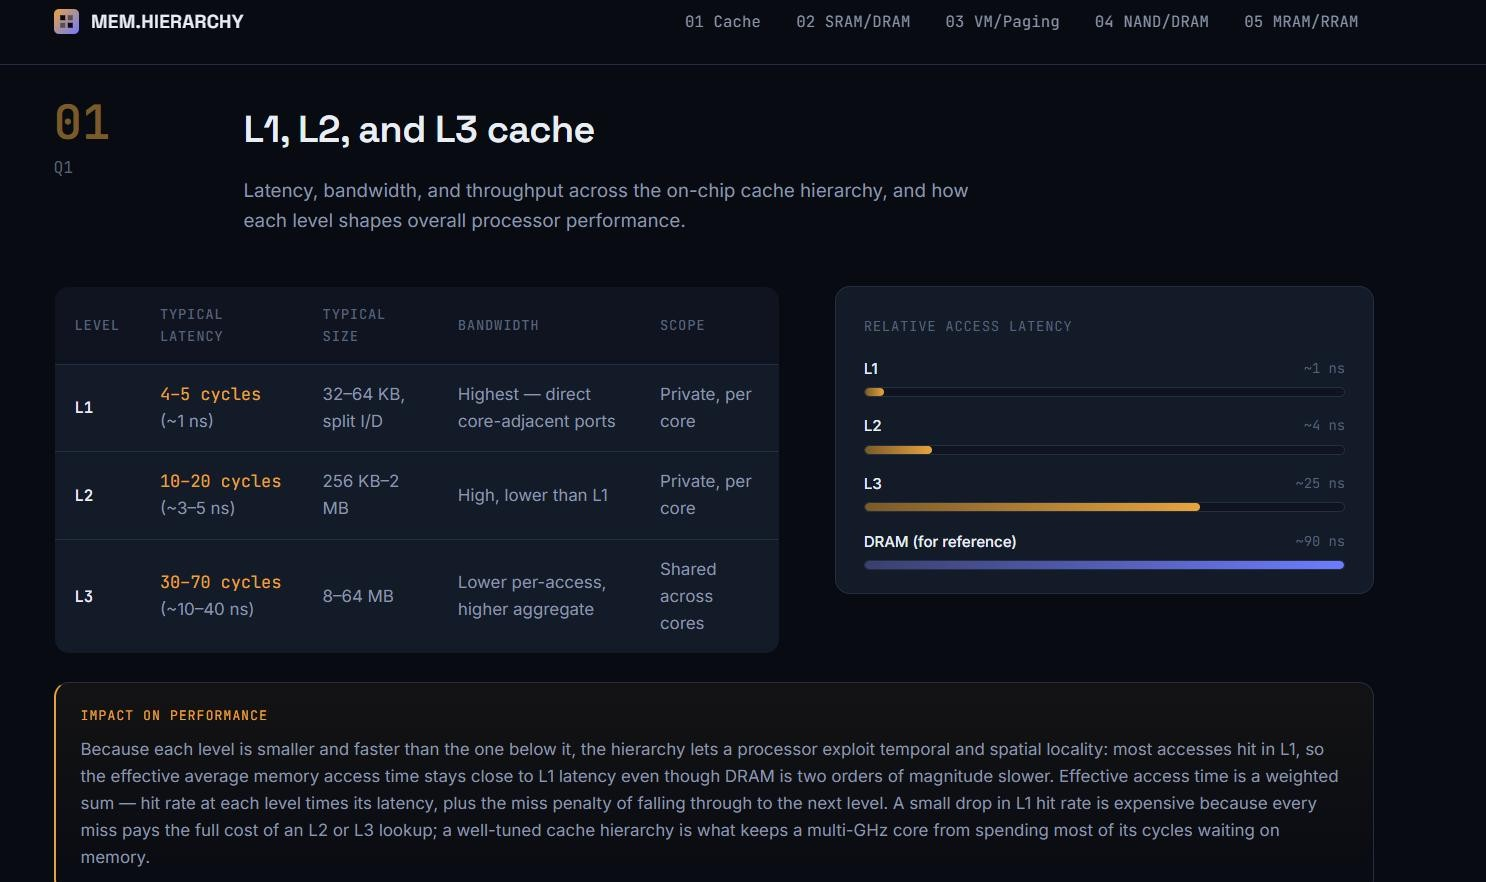 MEM.HIERARCHY
01 Cache 02 SRAM/DRAM 03 VM/Paging 04 NAND/DRAM 05 MRAM/RRAM
01
Q1
L1, L2, and L3 cache
Latency, bandwidth, and throughput across the on-chip cache hierarchy, and how
each level shapes overall processor performance.
LEVEL
TYPICAL
LATENCY
TYPICAL
SIZE
BANDWIDTH
SCOPE
L1
4–5 cycles
(~1 ns)
32–64 KB,
split I/D
Highest — direct
core-adjacent ports
Private, per
core
L2
10–20 cycles
(~3–5 ns)
256 KB–2
MB
High, lower than L1
Private, per
core
L3
30–70 cycles
(~10–40 ns)
8–64 MB
Lower per-access,
higher aggregate
Shared
across
cores
RELATIVE ACCESS LATENCY
L1 ~1 ns
L2 ~4 ns
L3 ~25 ns
DRAM (for reference) ~90 ns
IMPACT ON PERFORMANCE
Because each level is smaller and faster than the one below it, the hierarchy lets a processor exploit temporal and spatial locality: most accesses hit in L1, so
the effective average memory access time stays close to L1 latency even though DRAM is two orders of magnitude slower. Effective access time is a weighted
sum — hit rate at each level times its latency, plus the miss penalty of falling through to the next level. A small drop in L1 hit rate is expensive because every
miss pays the full cost of an L2 or L3 lookup; a well-tuned cache hierarchy is what keeps a multi-GHz core from spending most of its cycles waiting on
memory.